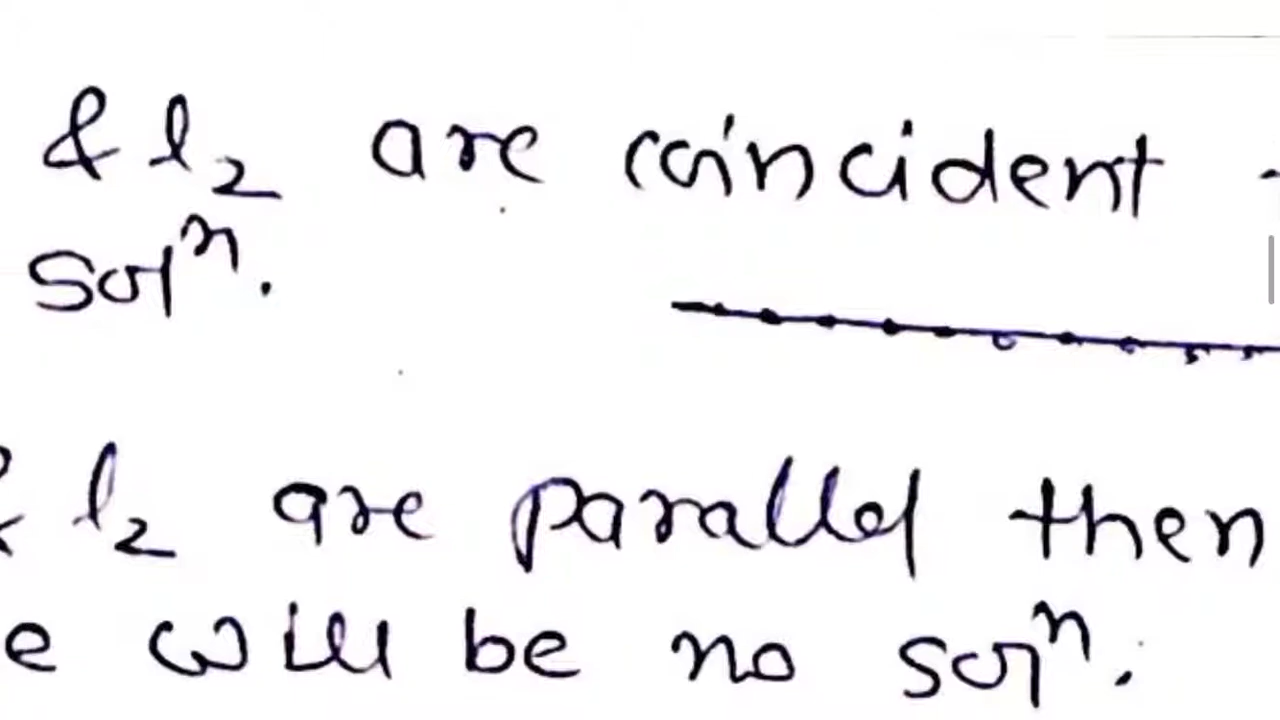 & l₂ are coincident
solⁿ.
& l₂ are parallel then
e will be no solⁿ.